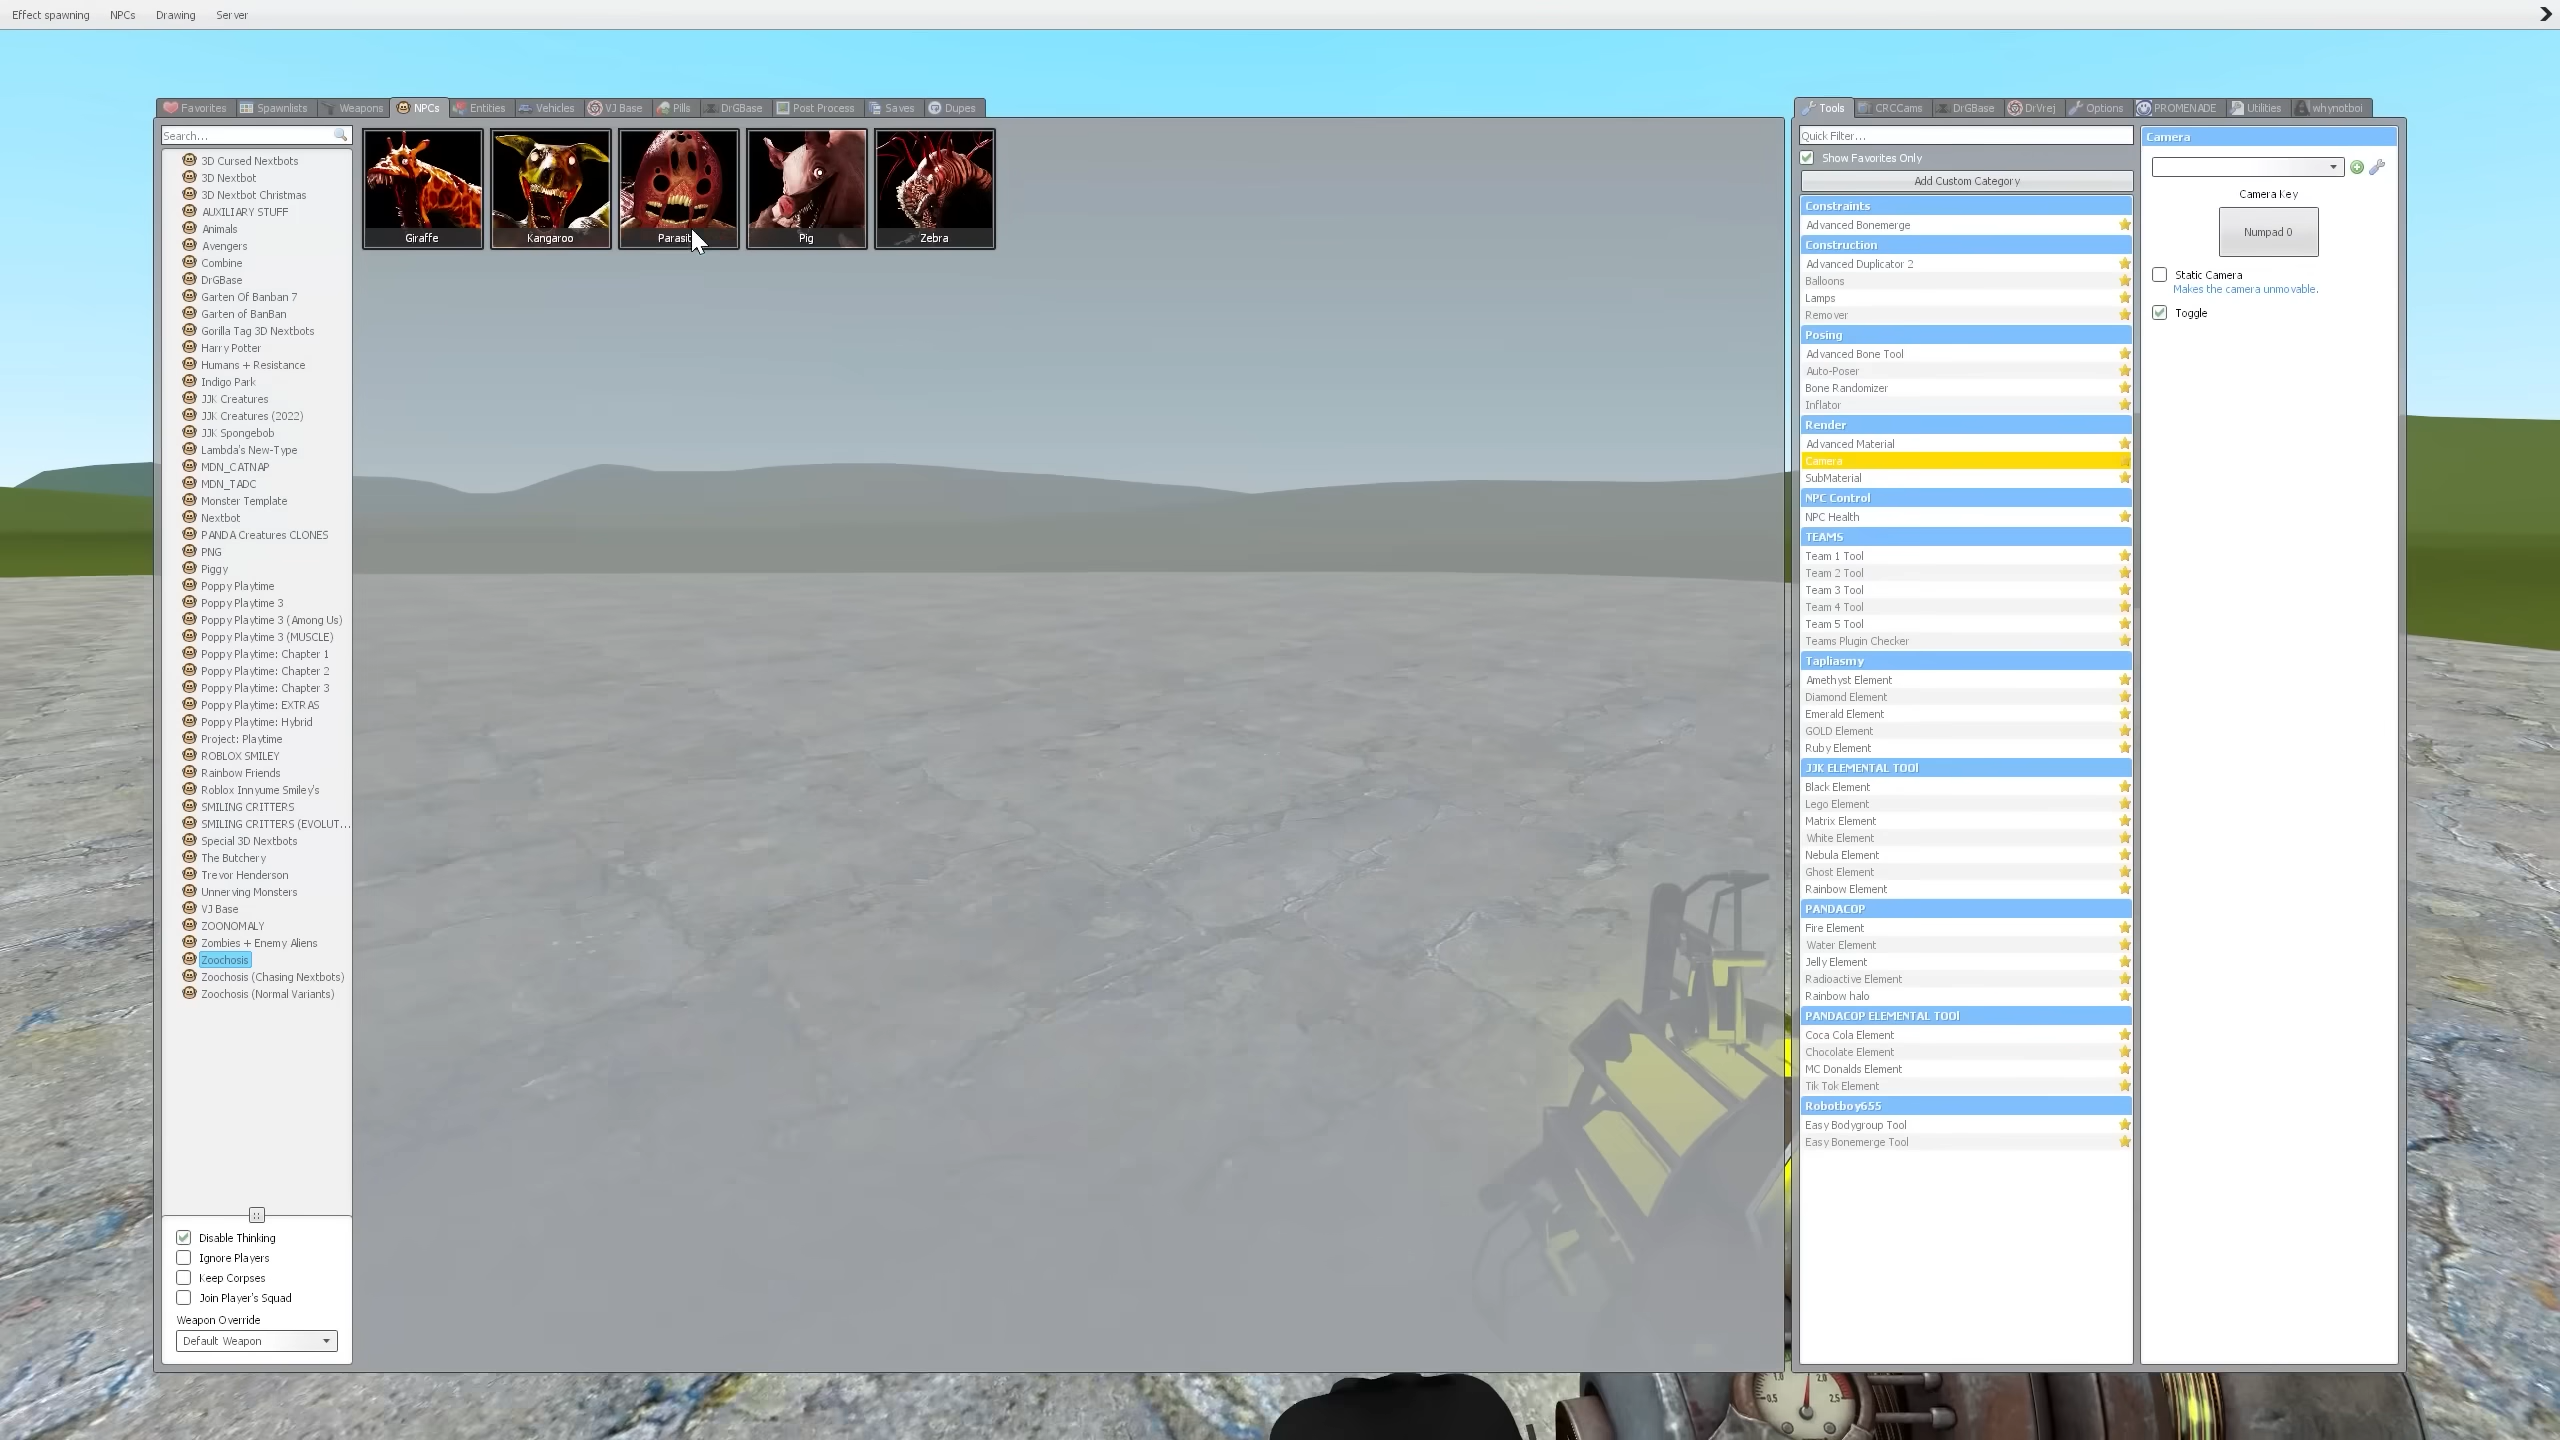 Effect spawning NPCs Drawing Server
Favorites Spawnlists Weapons NPCs Entities Vehicles VJ Base Pills DrGBase Post Process Saves Dupes
Search...
3D Cursed Nextbots
3D Nextbot
3D Nextbot Christmas
AUXILIARY STUFF
Animals
Avengers
Combine
DrGBase
Garten Of Banban 7
Garten of BanBan
Gorilla Tag 3D Nextbots
Harry Potter
Humans + Resistance
Indigo Park
JJK Creatures
JJK Creatures (2022)
JJK Spongebob
Lambda's New-Type
MDN_CATNAP
MDN_TADC
Monster Template
Nextbot
PANDA Creatures CLONES
PNG
Piggy
Poppy Playtime
Poppy Playtime 3
Poppy Playtime 3 (Among Us)
Poppy Playtime 3 (MUSCLE)
Poppy Playtime: Chapter 1
Poppy Playtime: Chapter 2
Poppy Playtime: Chapter 3
Poppy Playtime: EXTRAS
Poppy Playtime: Hybrid
Project: Playtime
ROBLOX SMILEY
Rainbow Friends
Roblox Innyume Smiley's
SMILING CRITTERS
SMILING CRITTERS (EVOLUT...
Special 3D Nextbots
The Butchery
Trevor Henderson
Unnerving Monsters
VJ Base
ZOONOMALY
Zombies + Enemy Aliens
Zoochosis
Zoochosis (Chasing Nextbots)
Zoochosis (Normal Variants)
Disable Thinking
Ignore Players
Keep Corpses
Join Player's Squad
Weapon Override
Default Weapon
Giraffe Kangaroo Parasit Pig Zebra
Tools CRCCams DrGBase DrVrej Options PROMENADE Utilities whynotboi
Quick Filter...
Show Favorites Only
Add Custom Category
Constraints
Advanced Bonemerge
Construction
Advanced Duplicator 2
Balloons
Lamps
Remover
Posing
Advanced Bone Tool
Auto-Poser
Bone Randomizer
Inflator
Render
Advanced Material
Camera
SubMaterial
NPC Control
NPC Health
TEAMS
Team 1 Tool
Team 2 Tool
Team 3 Tool
Team 4 Tool
Team 5 Tool
Teams Plugin Checker
Tapliasmy
Amethyst Element
Diamond Element
Emerald Element
GOLD Element
Ruby Element
JJK ELEMENTAL TOOl
Black Element
Lego Element
Matrix Element
White Element
Nebula Element
Ghost Element
Rainbow Element
PANDACOP
Fire Element
Water Element
Jelly Element
Radioactive Element
Rainbow halo
PANDACOP ELEMENTAL TOOl
Coca Cola Element
Chocolate Element
MC Donalds Element
Tik Tok Element
Robotboy655
Easy Bodygroup Tool
Easy Bonemerge Tool
Camera
Camera Key
Numpad 0
Static Camera
Makes the camera unmovable.
Toggle
1.0 2.0
0.5 2.5